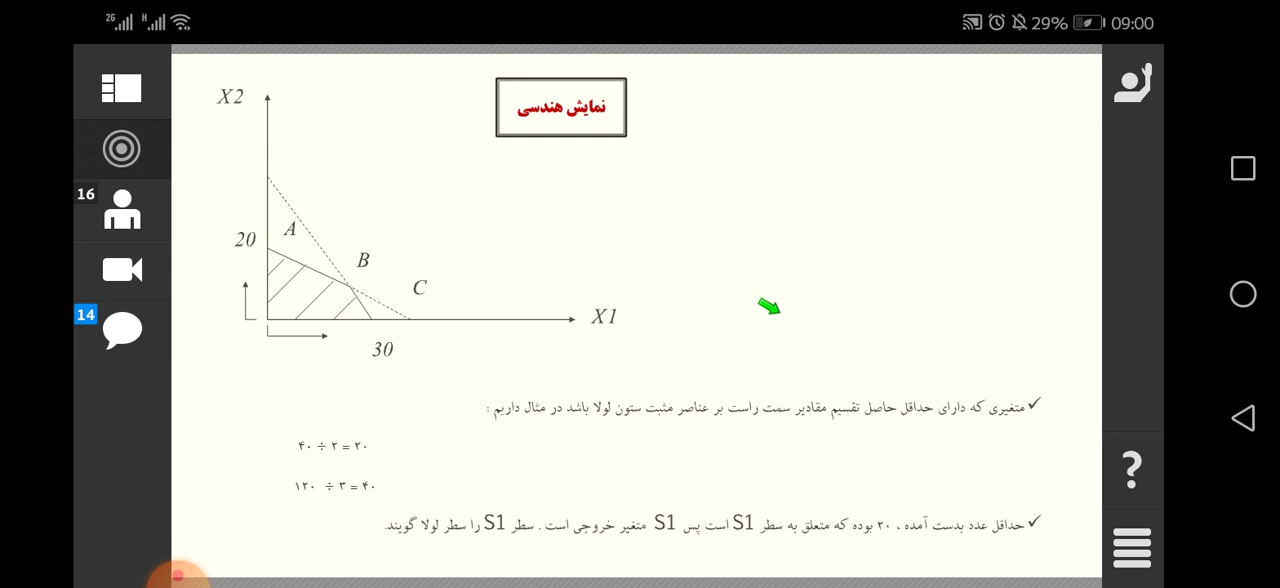 2G H 29% 09:00
نمایش هندسی
X2
A
20
B
C
X1
30
16
14
متغیری که دارای حداقل حاصل تقسیم مقادیر سمت راست بر عناصر مثبت ستون لولا باشد در مثال داریم :
۴۰ ÷ ۲ = ۲۰
۱۲۰ ÷ ۳ = ۴۰
حداقل عدد بدست آمده ، ۲۰ بوده که متعلق به سطر S1 است پس S1 متغیر خروجی است . سطر S1 را سطر لولا گویند.